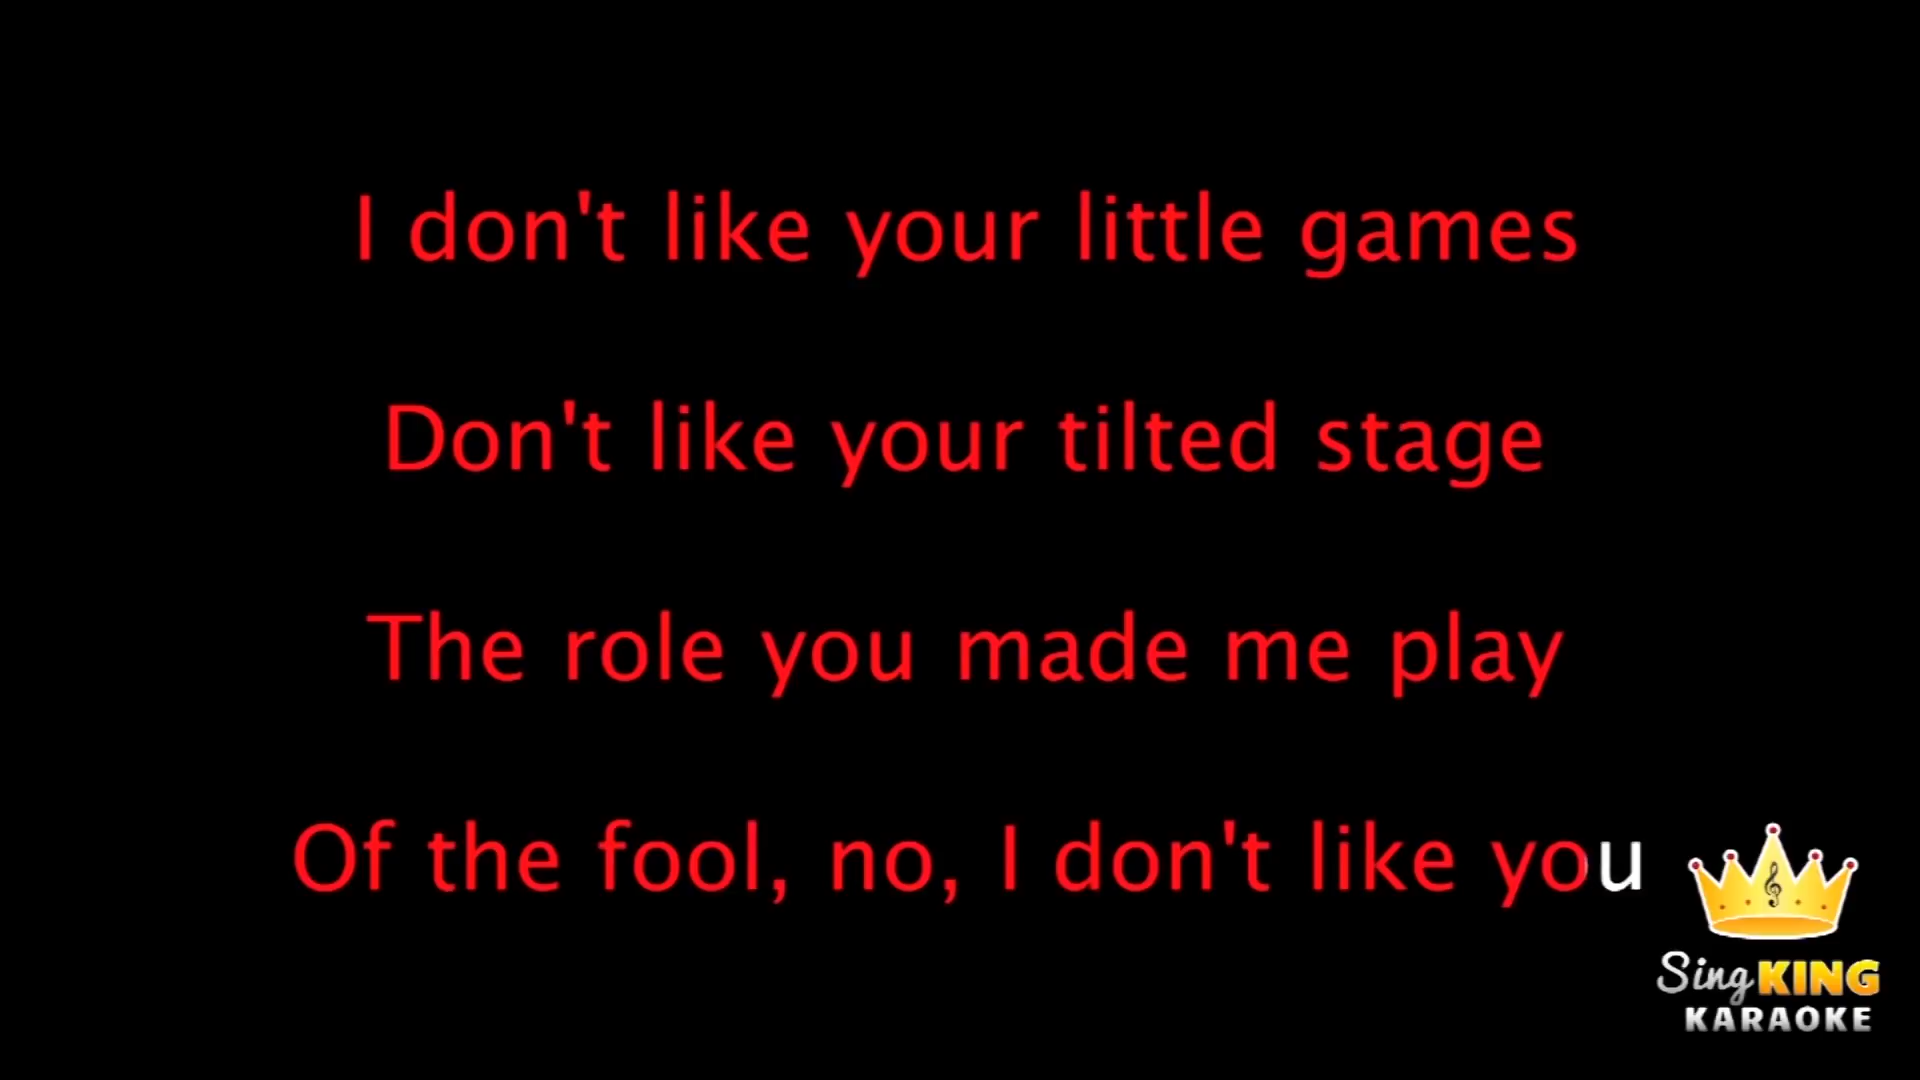 I don't like your little games
Don't like your tilted stage
The role you made me play
Of the fool, no, I don't like you
Sing KING
KARAOKE